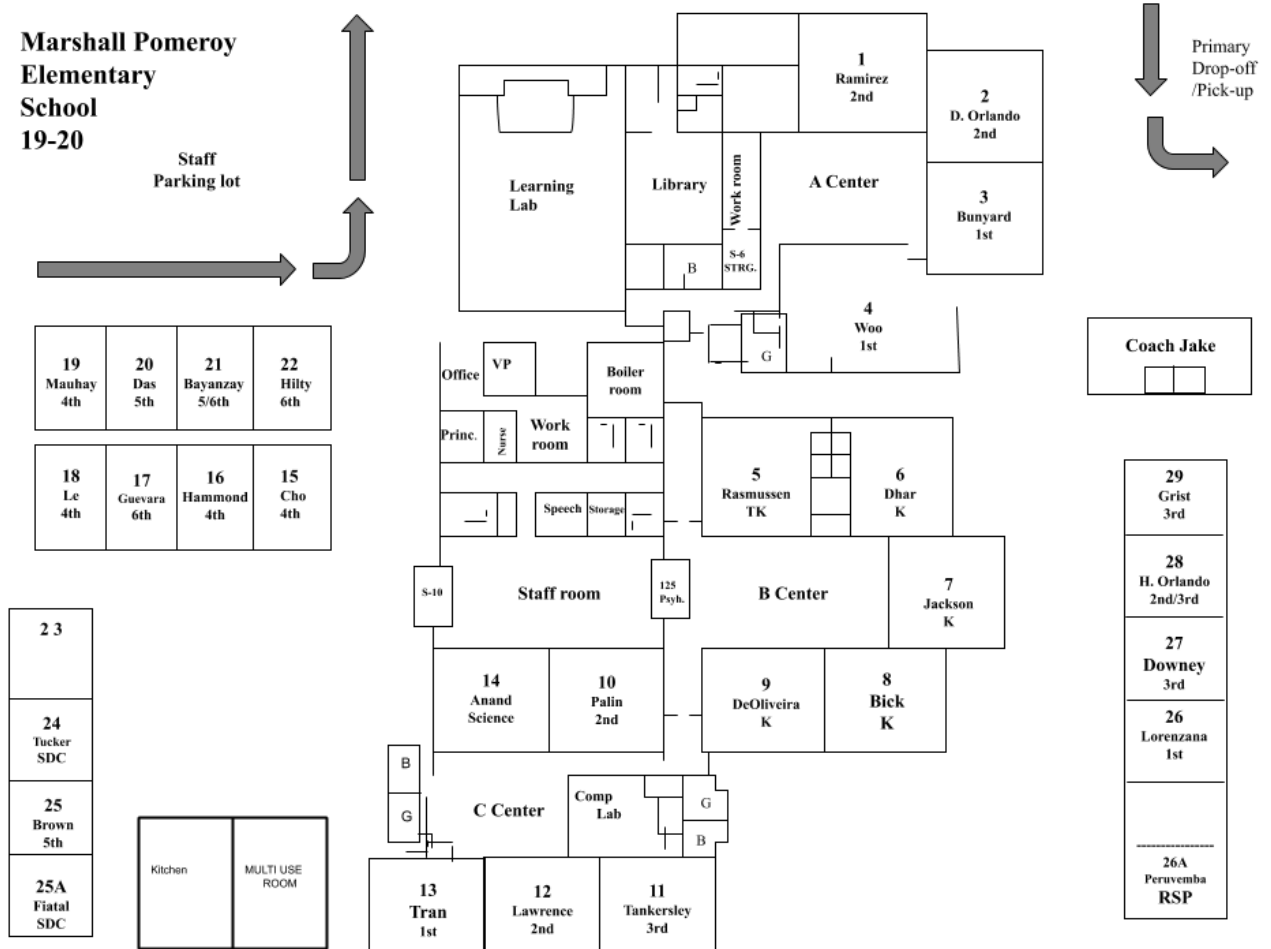 Marshall Pomeroy
Elementary
School
19-20
Staff
Parking lot
Primary
Drop-off
/Pick-up
1
Ramirez
2nd
2
D. Orlando
2nd
3
Bunyard
1st
Learning
Lab
Library
Work room
A Center
S-6
STRG.
B
4
Woo
1st
G
Coach Jake
19
Mauhay
4th
20
Das
5th
21
Bayanzay
5/6th
22
Hilty
6th
18
Le
4th
17
Guevara
6th
16
Hammond
4th
15
Cho
4th
Office
VP
Boiler
room
Princ.
Nurse
Work
room
Speech
Storage
5
Rasmussen
TK
6
Dhar
K
S-10
Staff room
125
Psyh.
B Center
7
Jackson
K
14
Anand
Science
10
Palin
2nd
9
DeOliveira
K
8
Bick
K
29
Grist
3rd
28
H. Orlando
2nd/3rd
27
Downey
3rd
26
Lorenzana
1st
----------------
26A
Peruvemba
RSP
2 3
24
Tucker
SDC
25
Brown
5th
25A
Fiatal
SDC
Kitchen
MULTI USE
ROOM
B
G
C Center
Comp
Lab
G
B
13
Tran
1st
12
Lawrence
2nd
11
Tankersley
3rd